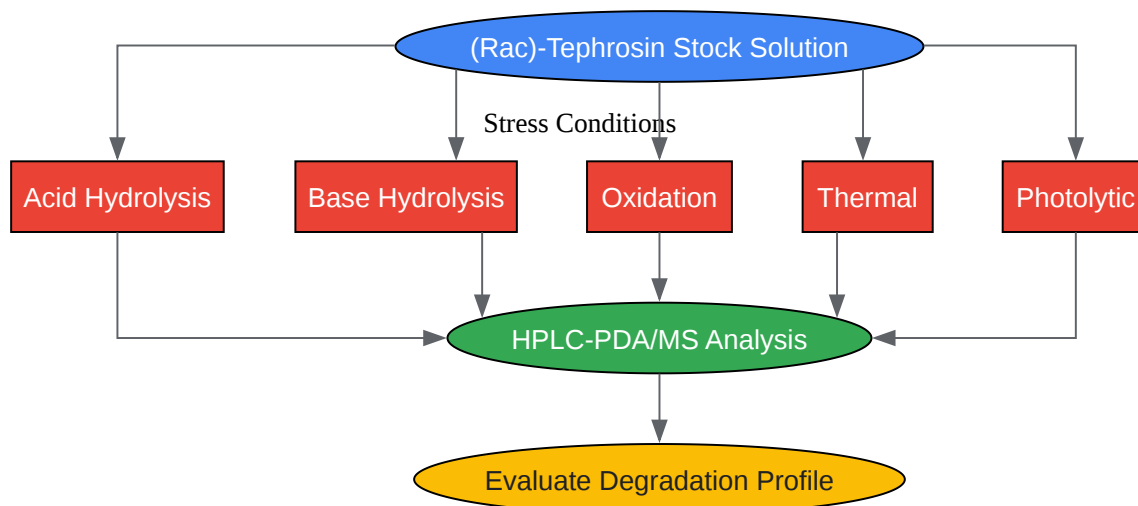 (Rac)-Tephrosin Stock Solution
Stress Conditions
Acid Hydrolysis
Base Hydrolysis
Oxidation
Thermal
Photolytic
HPLC-PDA/MS Analysis
Evaluate Degradation Profile